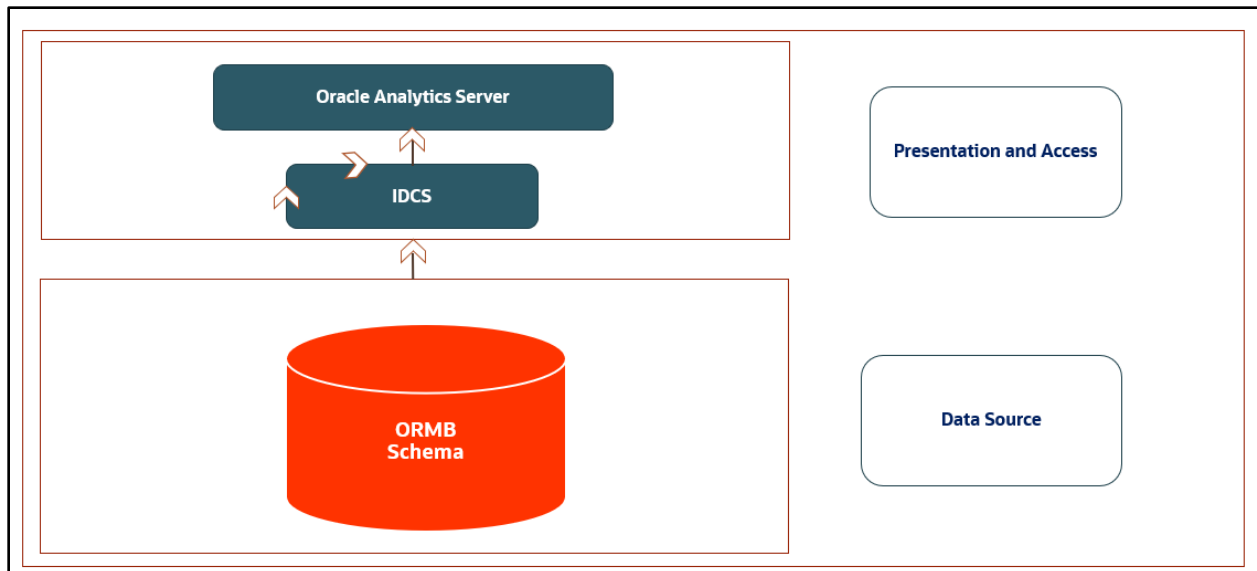 Oracle Analytics Server
Presentation and Access
IDCS
ORMB
Schema
Data Source